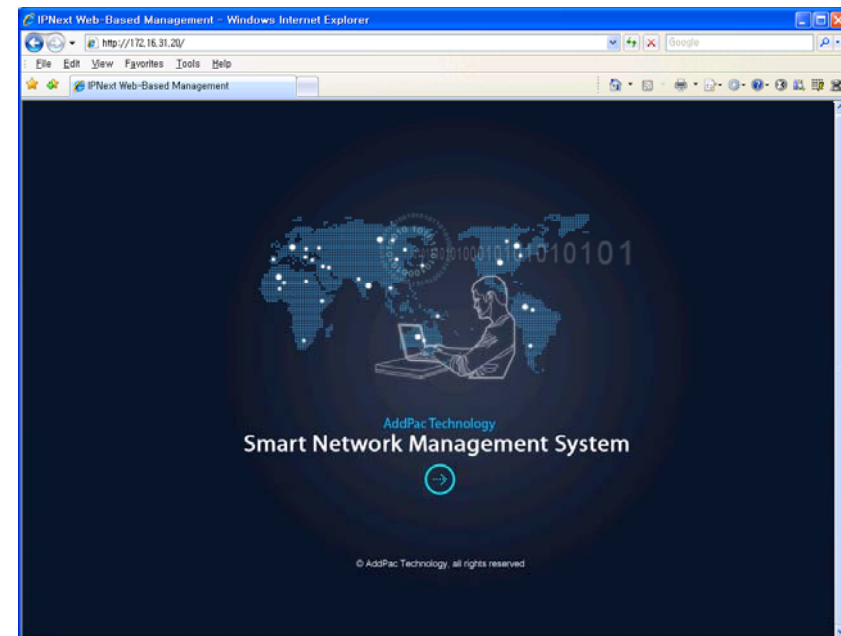 IPNext Web-Based Management - Windows Internet Explorer
http://172.16.31.20/
Google
File Edit View Favorites Tools Help
IPNext Web-Based Management
01000101010101010101
AddPac Technology
Smart Network Management System
© AddPac Technology, all rights reserved